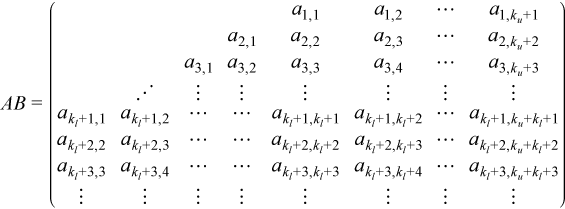 a_{1,1} a_{1,2} ⋯ a_{1,k_u+1}
a_{2,1} a_{2,2} a_{2,3} ⋯ a_{2,k_u+2}
a_{3,1} a_{3,2} a_{3,3} a_{3,4} ⋯ a_{3,k_u+3}
AB = ⋰ ⋮ ⋮ ⋮ ⋮ ⋮ ⋮
a_{k_l+1,1} a_{k_l+1,2} ⋯ ⋯ a_{k_l+1,k_l+1} a_{k_l+1,k_l+2} ⋯ a_{k_l+1,k_u+k_l+1}
a_{k_l+2,2} a_{k_l+2,3} ⋯ ⋯ a_{k_l+2,k_l+2} a_{k_l+2,k_l+3} ⋯ a_{k_l+2,k_u+k_l+2}
a_{k_l+3,3} a_{k_l+3,4} ⋯ ⋯ a_{k_l+3,k_l+3} a_{k_l+3,k_l+4} ⋯ a_{k_l+3,k_u+k_l+3}
⋮ ⋮ ⋮ ⋮ ⋮ ⋮ ⋮ ⋮